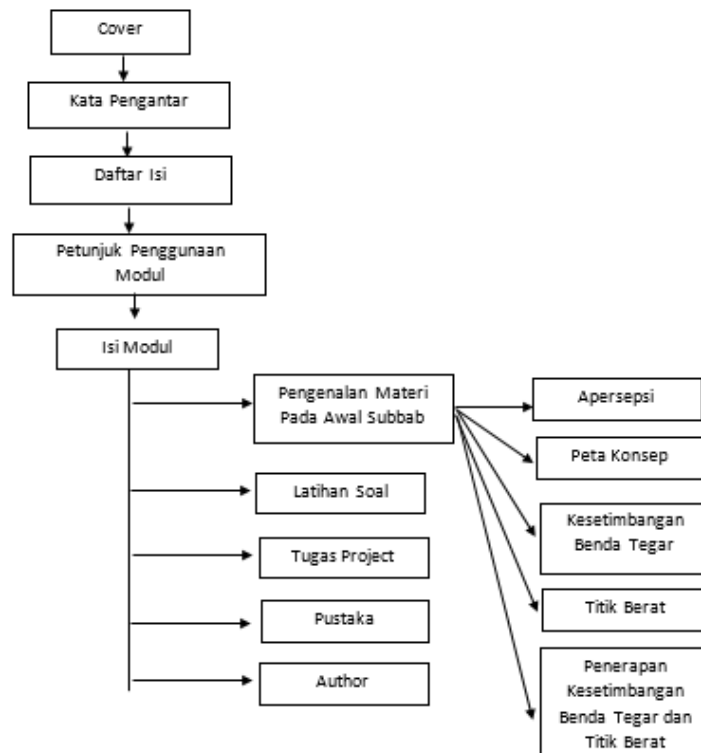 Cover
Kata Pengantar
Daftar Isi
Petunjuk Penggunaan
Modul
Isi Modul
Pengenalan Materi
Pada Awal Subbab
Latihan Soal
Tugas Project
Pustaka
Author
Apersepsi
Peta Konsep
Kesetimbangan
Benda Tegar
Titik Berat
Penerapan
Kesetimbangan
Benda Tegar dan
Titik Berat